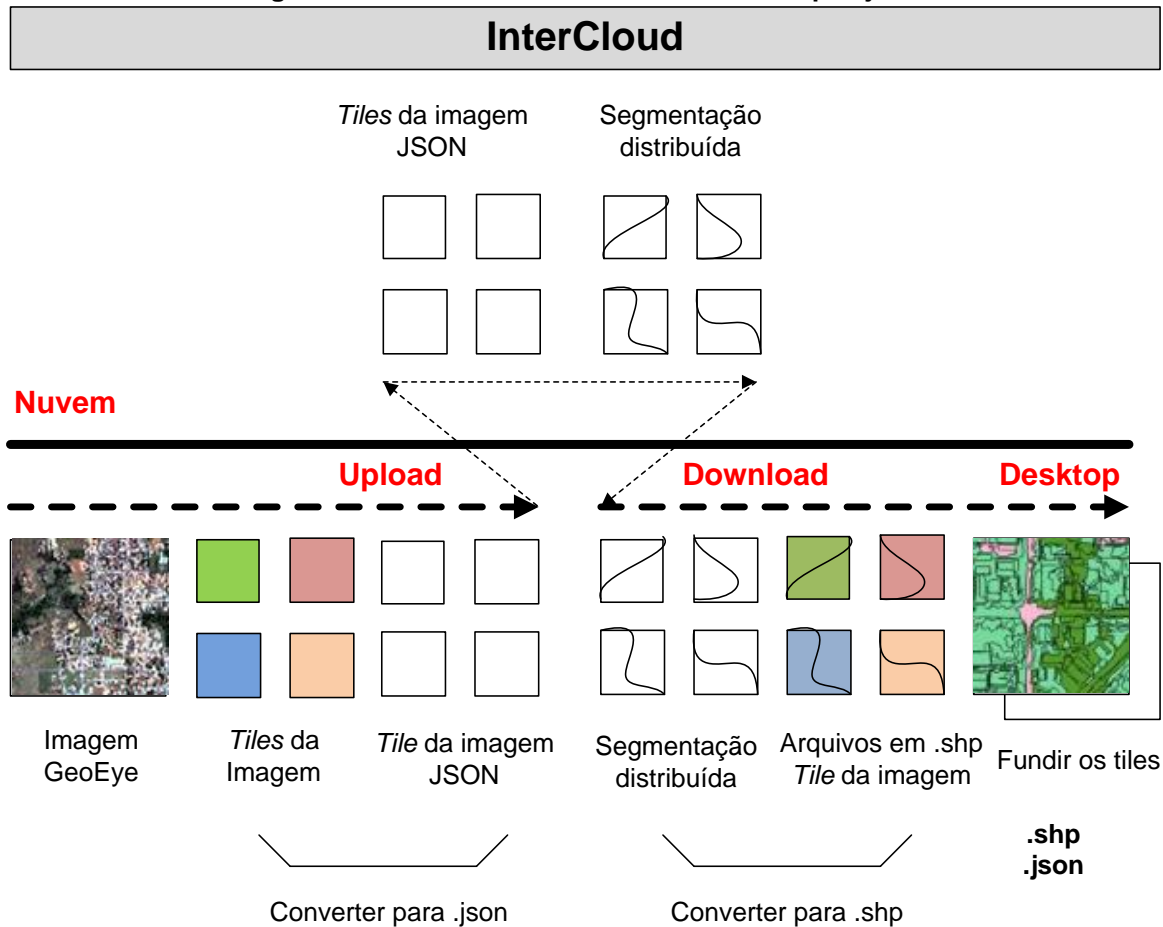 InterCloud
Tiles da imagem
JSON
Segmentação
distribuída
Nuvem
Upload
Download
Desktop
Imagem
GeoEye
Tiles da
Imagem
Tile da imagem
JSON
Segmentação
distribuída
Arquivos em .shp
Tile da imagem
Fundir os tiles
.shp
.json
Converter para .json
Converter para .shp